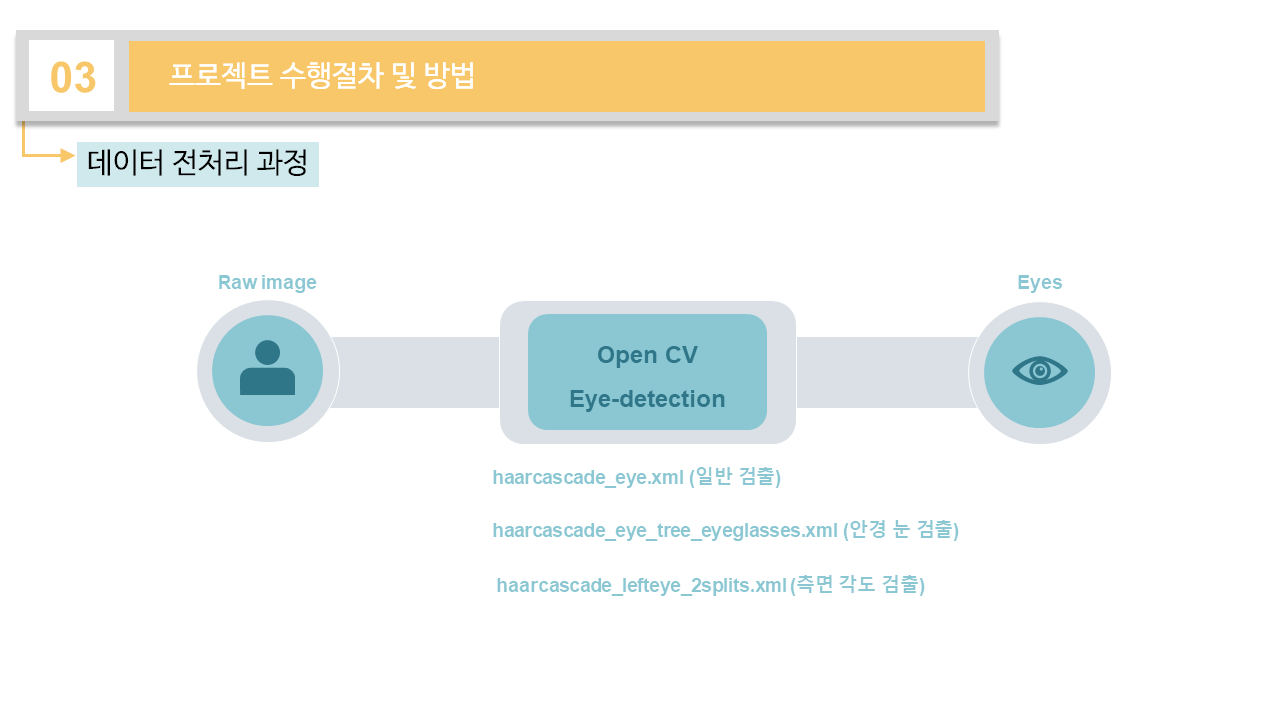 03
프로젝트 수행절차 및 방법
데이터 전처리 과정
Raw image
Eyes
Open CV
Eye-detection
haarcascade_eye.xml (일반 검출)
haarcascade_eye_tree_eyeglasses.xml (안경 눈 검출)
haarcascade_lefteye_2splits.xml (측면 각도 검출)